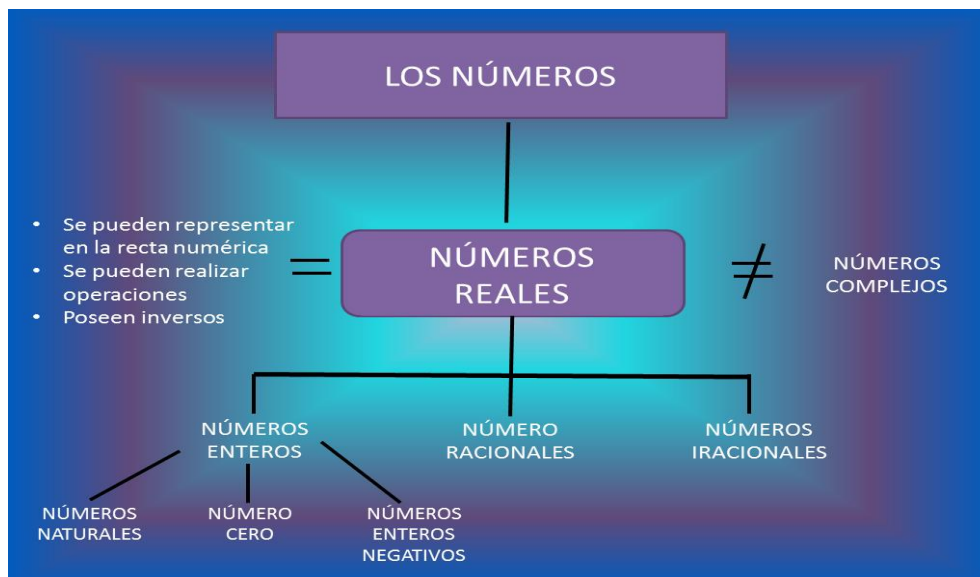 LOS NÚMEROS
• Se pueden representar
en la recta numérica
• Se pueden realizar
operaciones
• Poseen inversos
=
NÚMEROS
REALES
≠
NÚMEROS
COMPLEJOS
NÚMEROS
ENTEROS
NÚMERO
RACIONALES
NÚMEROS
IRACIONALES
NÚMEROS
NATURALES
NÚMERO
CERO
NÚMEROS
ENTEROS
NEGATIVOS